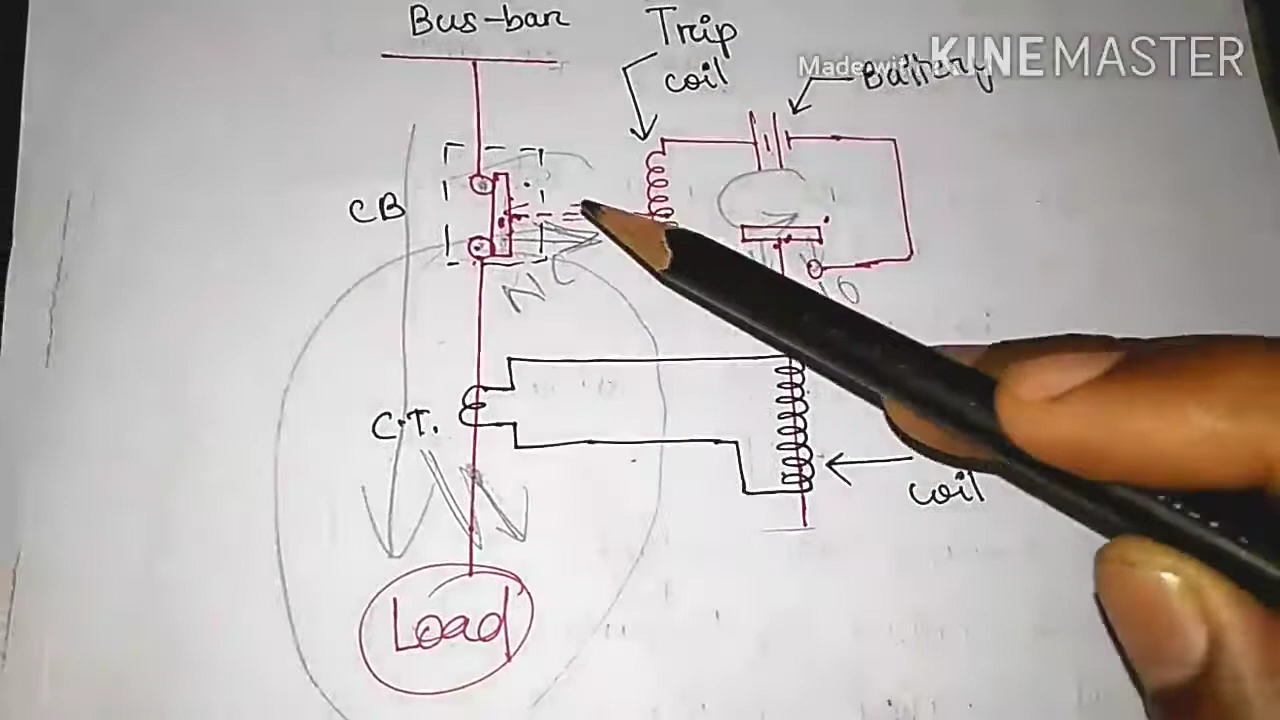 Bus-bar
Trip
coil
Battery
Made with
KINEMASTER
CB
NC
C.T.
coil
Load